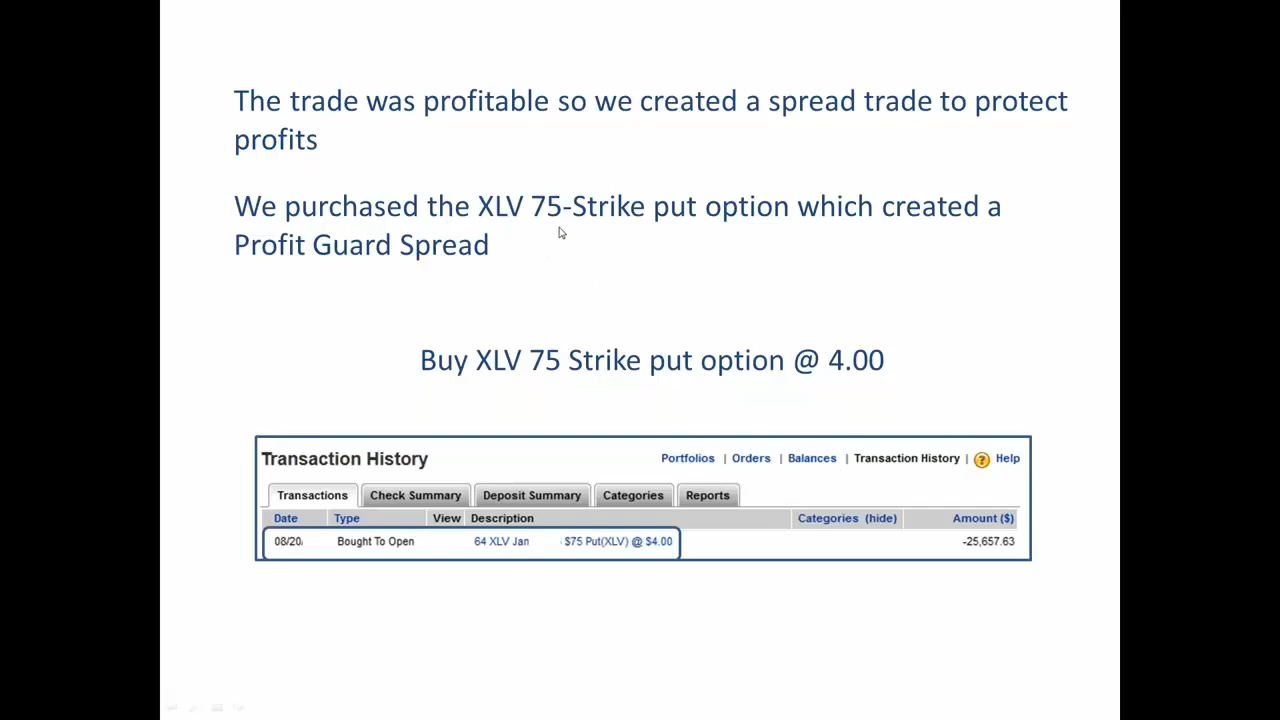 The trade was profitable so we created a spread trade to protect
profits
We purchased the XLV 75-Strike put option which created a
Profit Guard Spread
Buy XLV 75 Strike put option @ 4.00
Transaction History
Portfolios | Orders | Balances | Transaction History | ? Help
Transactions Check Summary Deposit Summary Categories Reports
Date Type View Description Categories (hide) Amount ($)
08/20/ Bought To Open 64 XLV Jan $75 Put(XLV) @ $4.00 -25,657.63